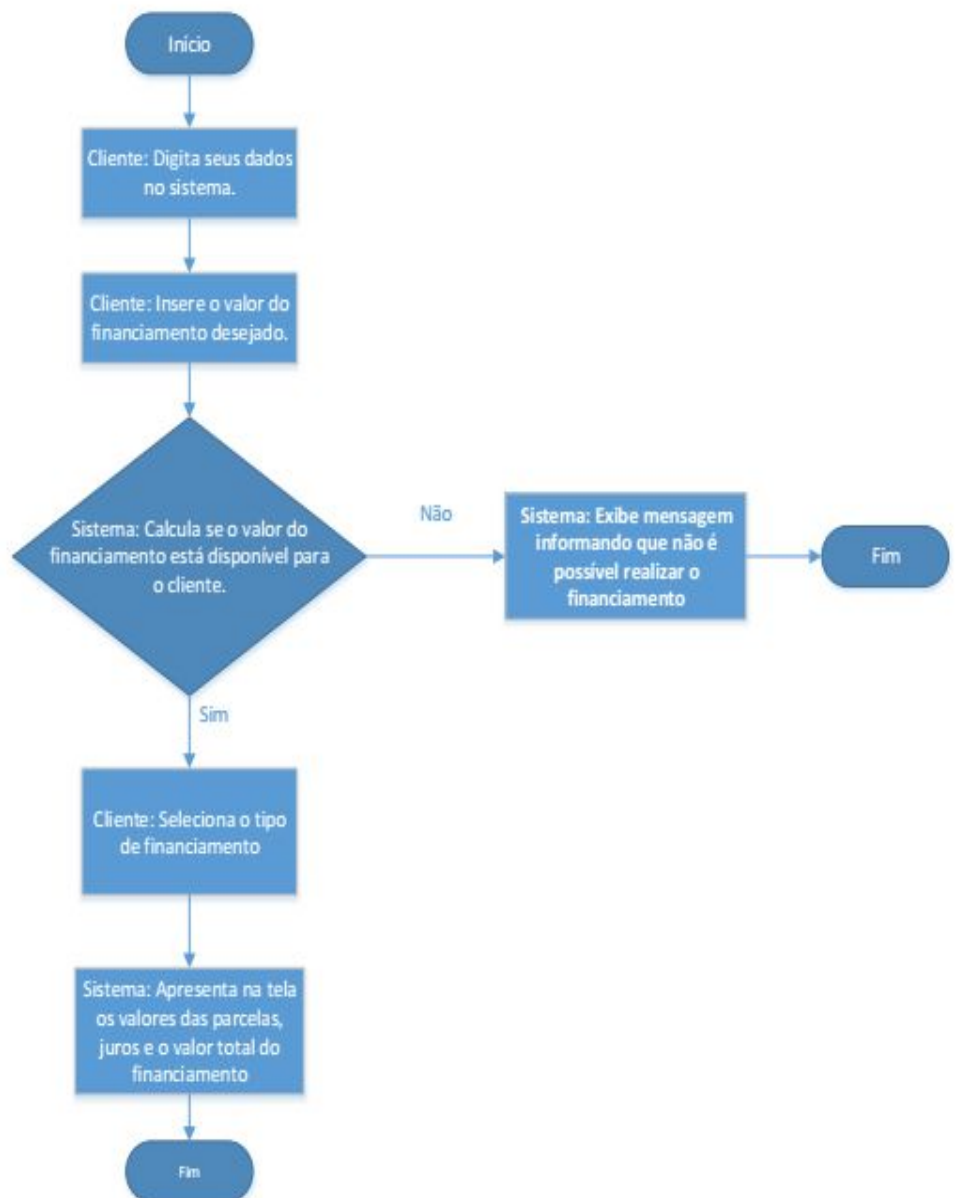 Início
Cliente: Digita seus dados
no sistema.
Cliente: Insere o valor do
financiamento desejado.
Sistema: Calcula se o valor do
financiamento está disponível para
o cliente.
Não
Sistema: Exibe mensagem
informando que não é
possível realizar o
financiamento
Fim
Sim
Cliente: Seleciona o tipo
de financiamento
Sistema: Apresenta na tela
os valores das parcelas,
juros e o valor total do
financiamento
Fim